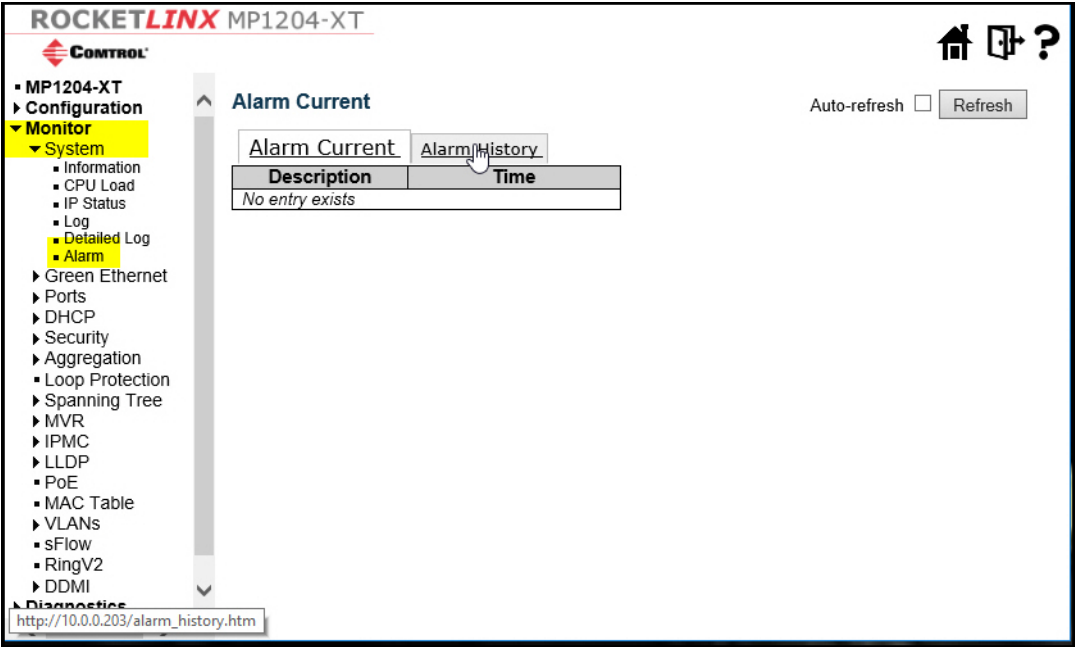 ROCKETLINX MP1204-XT
COMTROL
MP1204-XT
Configuration
Monitor
System
Information
CPU Load
IP Status
Log
Detailed Log
Alarm
Green Ethernet
Ports
DHCP
Security
Aggregation
Loop Protection
Spanning Tree
MVR
IPMC
LLDP
PoE
MAC Table
VLANs
sFlow
RingV2
DDMI
Diagnostics
http://10.0.0.203/alarm_history.htm
Alarm Current
Auto-refresh Refresh
Alarm Current Alarm History
Description Time
No entry exists